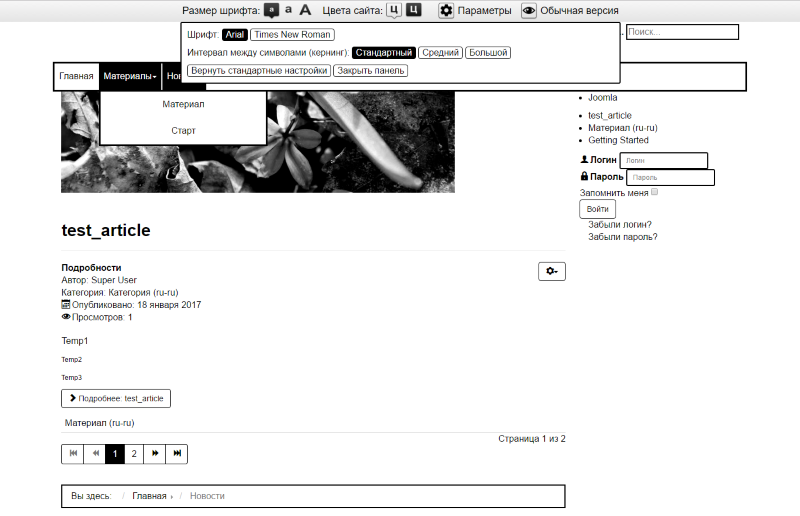 Размер шрифта: a a A Цвета сайта: Ц Ц Параметры Обычная версия
Шрифт: Arial Times New Roman
Поиск...
Интервал между символами (кернинг): Стандартный Средний Большой
Вернуть стандартные настройки Закрыть панель
Главная Материалы
Материал
Старт
Joomla
test_article
Материал (ru-ru)
Getting Started
Логин Логин
Пароль Пароль
Запомнить меня
Войти
Забыли логин?
Забыли пароль?
test_article
Подробности
Автор: Super User
Категория: Категория (ru-ru)
Опубликовано: 18 января 2017
Просмотров: 1
Temp1
Temp2
Temp3
Подробнее: test_article
Материал (ru-ru)
Страница 1 из 2
1 2
Вы здесь: / Главная › / Новости